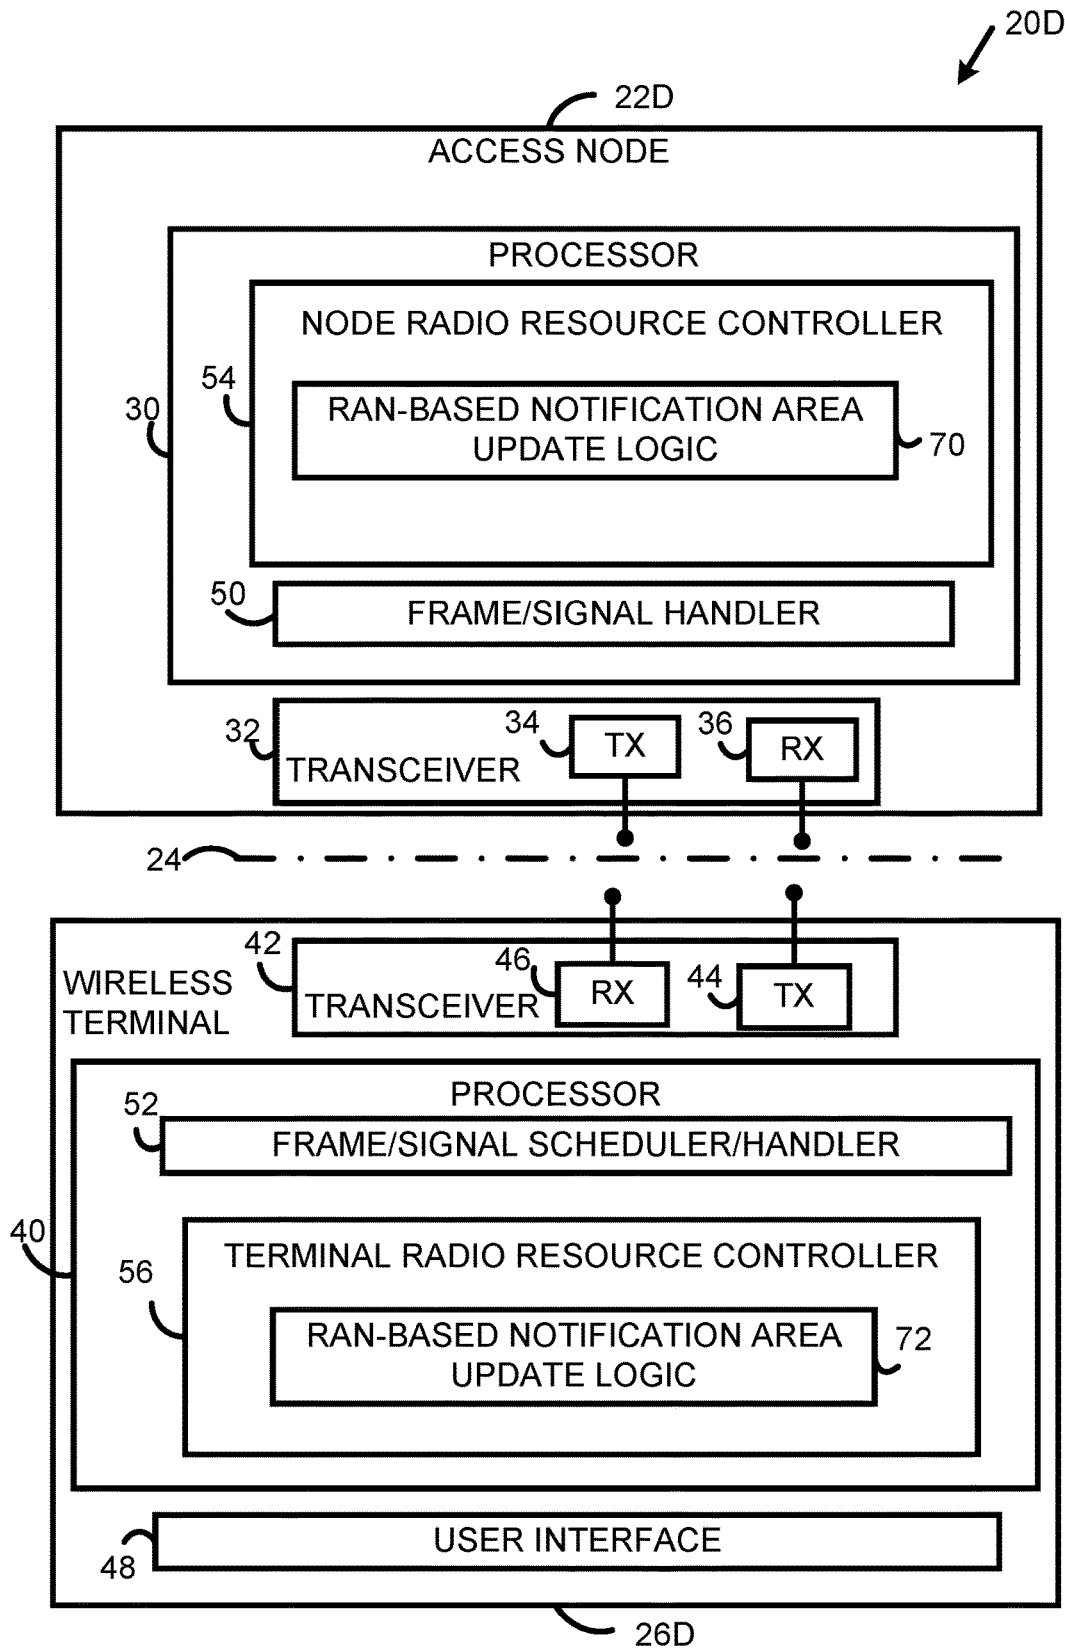 20D
22D
ACCESS NODE
PROCESSOR
NODE RADIO RESOURCE CONTROLLER
54
30
RAN-BASED NOTIFICATION AREA
UPDATE LOGIC
70
50
FRAME/SIGNAL HANDLER
32
TRANSCEIVER
34
TX
36
RX
24
42
WIRELESS
TERMINAL
TRANSCEIVER
46
RX
44
TX
PROCESSOR
52
FRAME/SIGNAL SCHEDULER/HANDLER
40
56
TERMINAL RADIO RESOURCE CONTROLLER
RAN-BASED NOTIFICATION AREA
UPDATE LOGIC
72
USER INTERFACE
48
26D